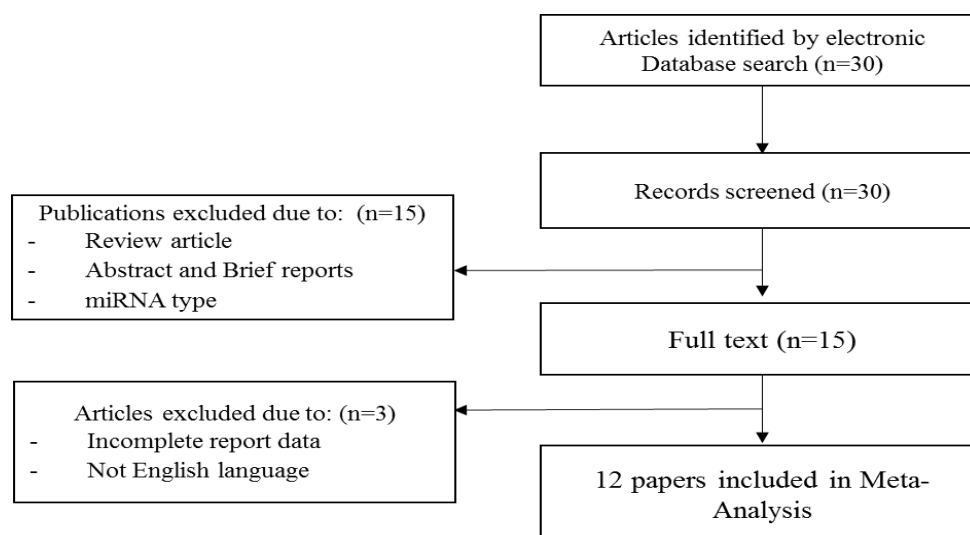 Articles identified by electronic
Database search (n=30)
Records screened (n=30)
Publications excluded due to: (n=15)
- Review article
- Abstract and Brief reports
- miRNA type
Full text (n=15)
Articles excluded due to: (n=3)
- Incomplete report data
- Not English language
12 papers included in Meta-
Analysis